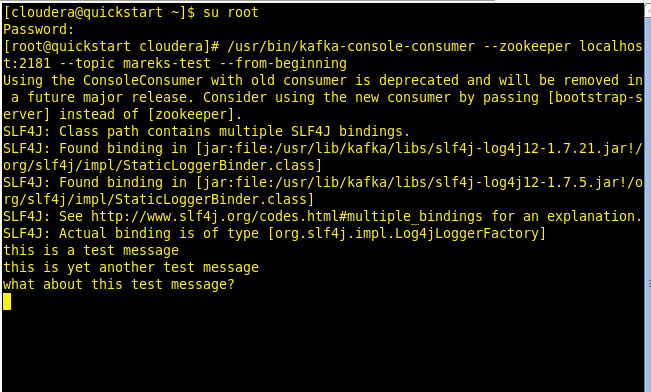 [cloudera@quickstart ~]$ su root
Password:
[root@quickstart cloudera]# /usr/bin/kafka-console-consumer --zookeeper localhos
t:2181 --topic mareks-test --from-beginning
Using the ConsoleConsumer with old consumer is deprecated and will be removed in
 a future major release. Consider using the new consumer by passing [bootstrap-s
erver] instead of [zookeeper].
SLF4J: Class path contains multiple SLF4J bindings.
SLF4J: Found binding in [jar:file:/usr/lib/kafka/libs/slf4j-log4j12-1.7.21.jar!/
org/slf4j/impl/StaticLoggerBinder.class]
SLF4J: Found binding in [jar:file:/usr/lib/kafka/libs/slf4j-log4j12-1.7.5.jar!/o
rg/slf4j/impl/StaticLoggerBinder.class]
SLF4J: See http://www.slf4j.org/codes.html#multiple_bindings for an explanation.
SLF4J: Actual binding is of type [org.slf4j.impl.Log4jLoggerFactory]
this is a test message
this is yet another test message
what about this test message?